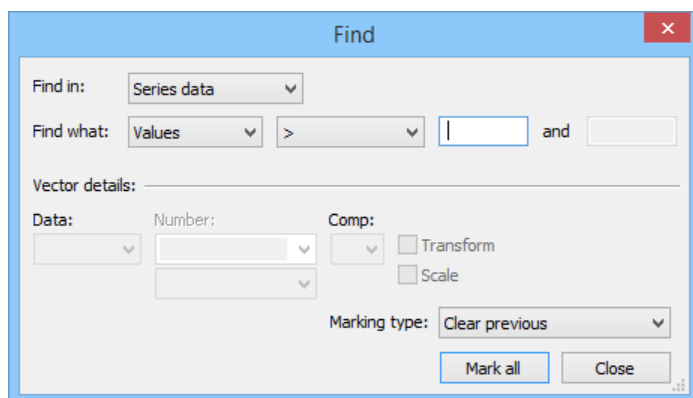 Find
Find in: Series data
Find what: Values > and
Vector details:
Data: Number: Comp:
Transform
Scale
Marking type: Clear previous
Mark all Close